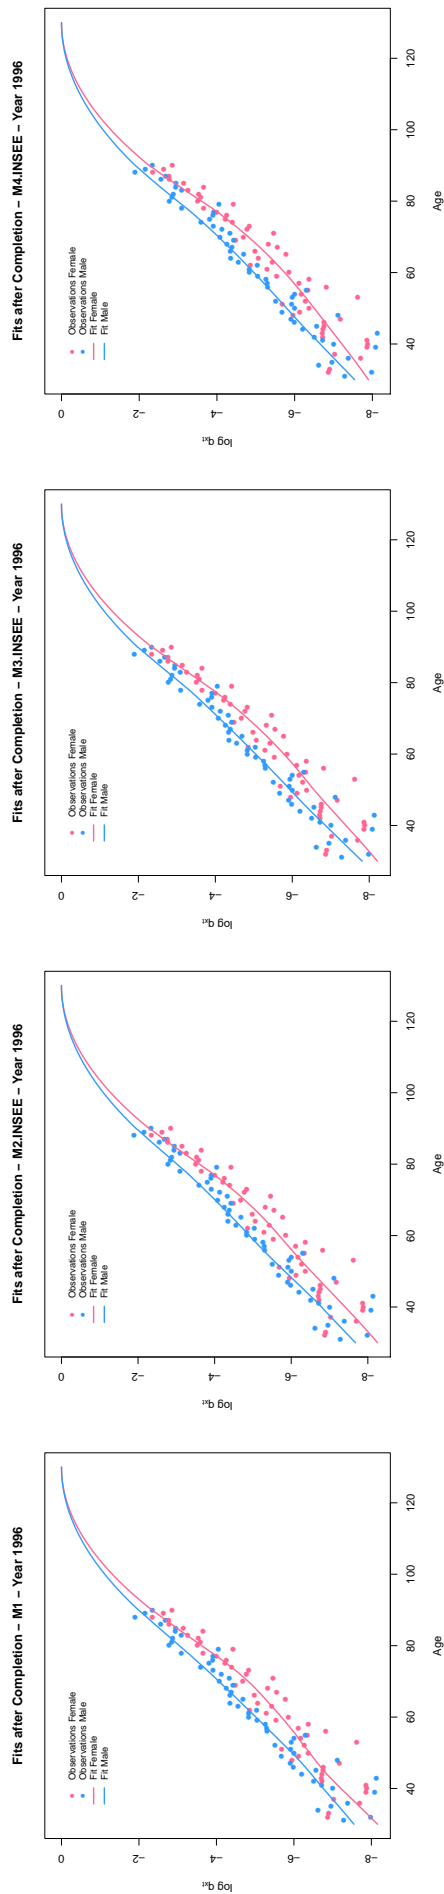 Fits after Completion − M1 − Year 1996
Observations Female
Observations Male
Fit Female
Fit Male
0
−2
−4
−6
−8
log qxt
40 60 80 100 120
Age
Fits after Completion − M2.INSEE − Year 1996
Observations Female
Observations Male
Fit Female
Fit Male
0
−2
−4
−6
−8
log qxt
40 60 80 100 120
Age
Fits after Completion − M3.INSEE − Year 1996
Observations Female
Observations Male
Fit Female
Fit Male
0
−2
−4
−6
−8
log qxt
40 60 80 100 120
Age
Fits after Completion − M4.INSEE − Year 1996
Observations Female
Observations Male
Fit Female
Fit Male
0
−2
−4
−6
−8
log qxt
40 60 80 100 120
Age